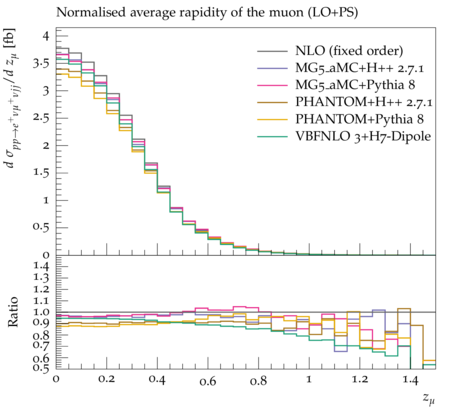 Normalised average rapidity of the muon (LO+PS)
d σpp→e⁺νμ⁺νjj/d zμ [fb]
4
3.5
3
2.5
2
1.5
1
0.5
0
NLO (fixed order)
MG5_aMC+H++ 2.7.1
MG5_aMC+Pythia 8
PHANTOM+H++ 2.7.1
PHANTOM+Pythia 8
VBFNLO 3+H7-Dipole
Ratio
1.4
1.3
1.2
1.1
1.0
0.9
0.8
0.7
0.6
0.5
0 0.2 0.4 0.6 0.8 1 1.2 1.4
zμ